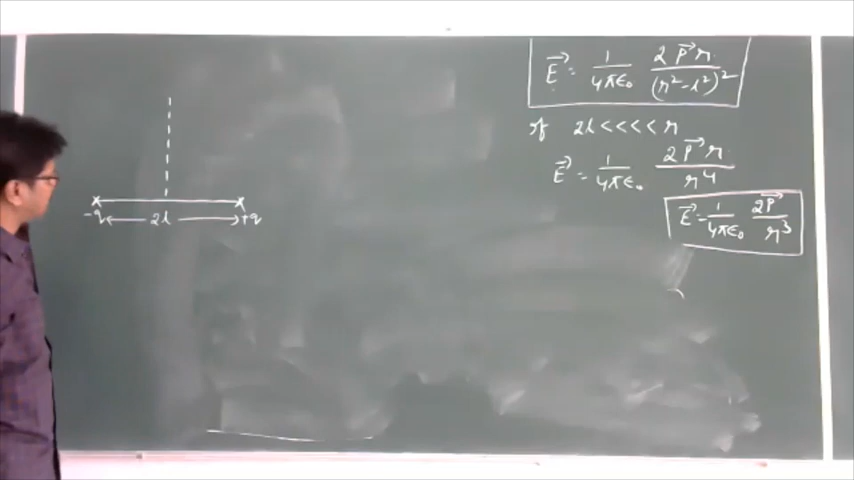 E⃗ = 1/4πϵ₀ 2P⃗r/(r²-l²)²
if 2l<<<<r
E⃗ = 1/4πϵ₀ 2P⃗r/r⁴
E⃗ = 1/4πϵ₀ 2P⃗/r³
-q 2l +q